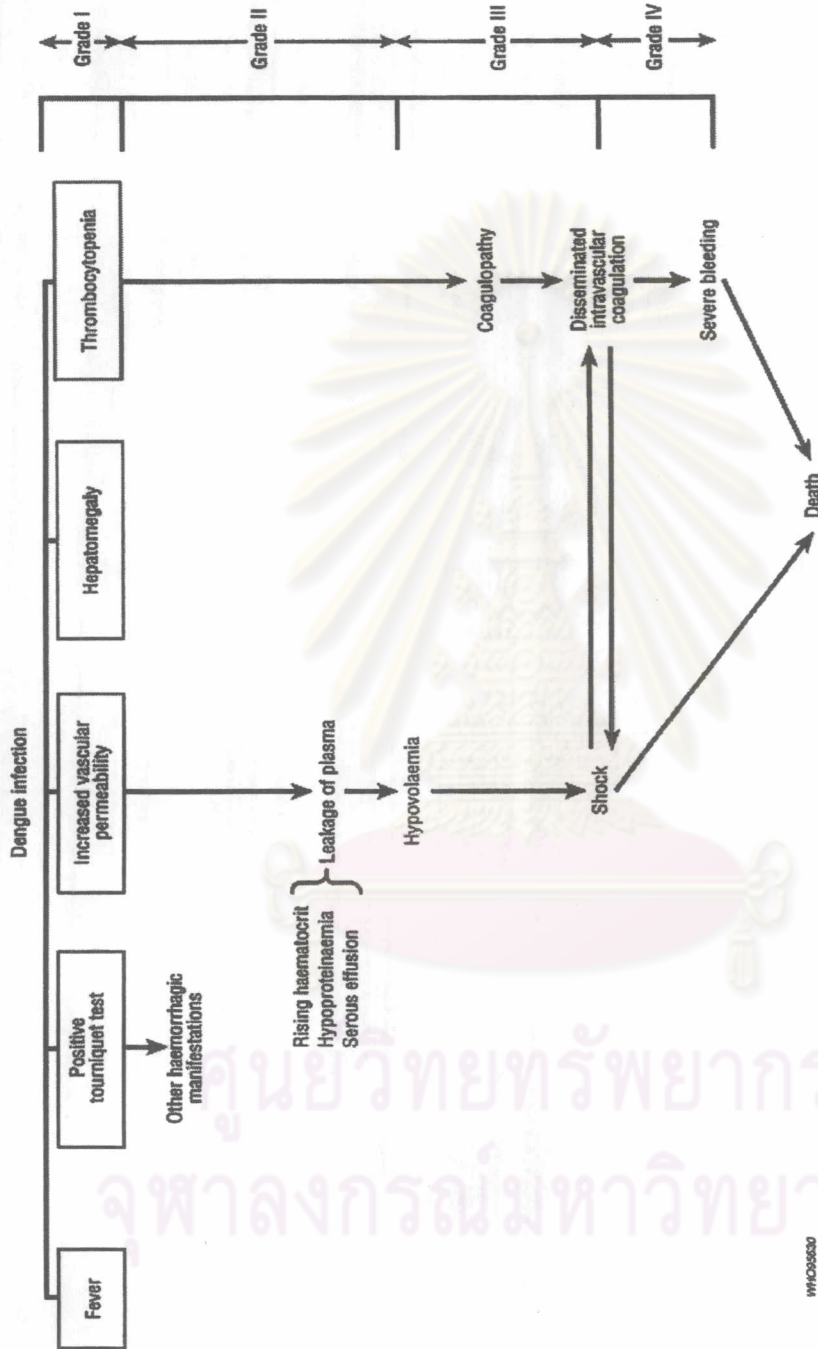 Dengue infection
Fever
Positive
tourniquet test
Increased vascular
permeability
Hepatomegaly
Thrombocytopenia
Grade I
Other haemorrhagic
manifestations
Grade II
Rising haematocrit
Hypoproteinaemia
Serous effusion
Leakage of plasma
Hypovolaemia
Coagulopathy
Grade III
Shock
Disseminated
intravascular
coagulation
Severe bleeding
Grade IV
Death
WHO95630
ศูนย์วิทยทรัพยากร
จุฬาลงกรณ์มหาวิทยา